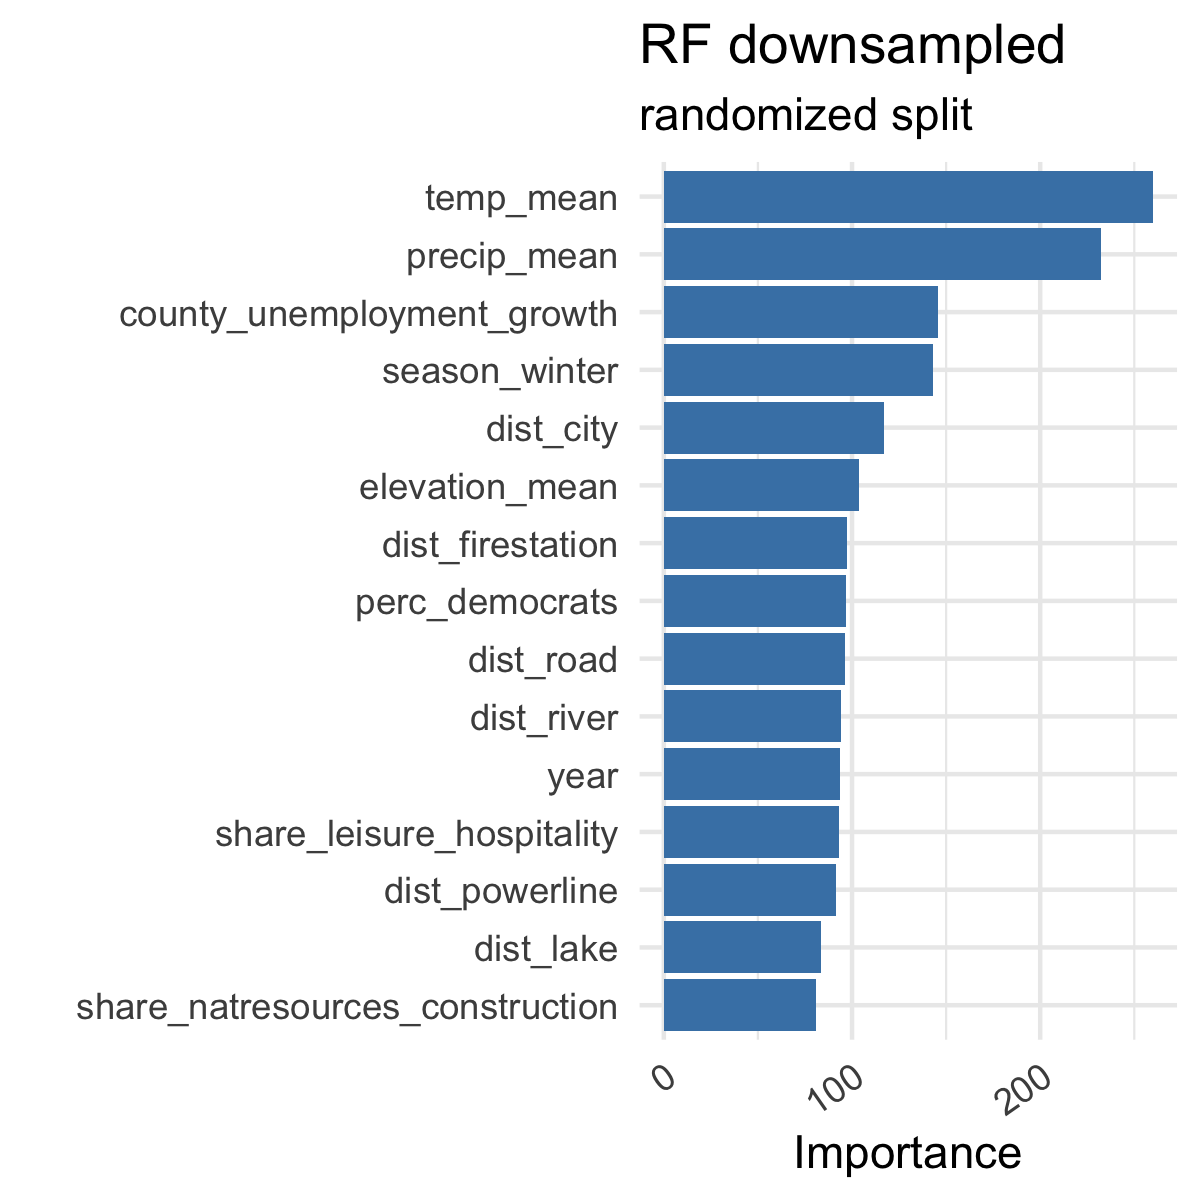 RF downsampled
randomized split
temp_mean
precip_mean
county_unemployment_growth
season_winter
dist_city
elevation_mean
dist_firestation
perc_democrats
dist_road
dist_river
year
share_leisure_hospitality
dist_powerline
dist_lake
share_natresources_construction
0
100
200
Importance